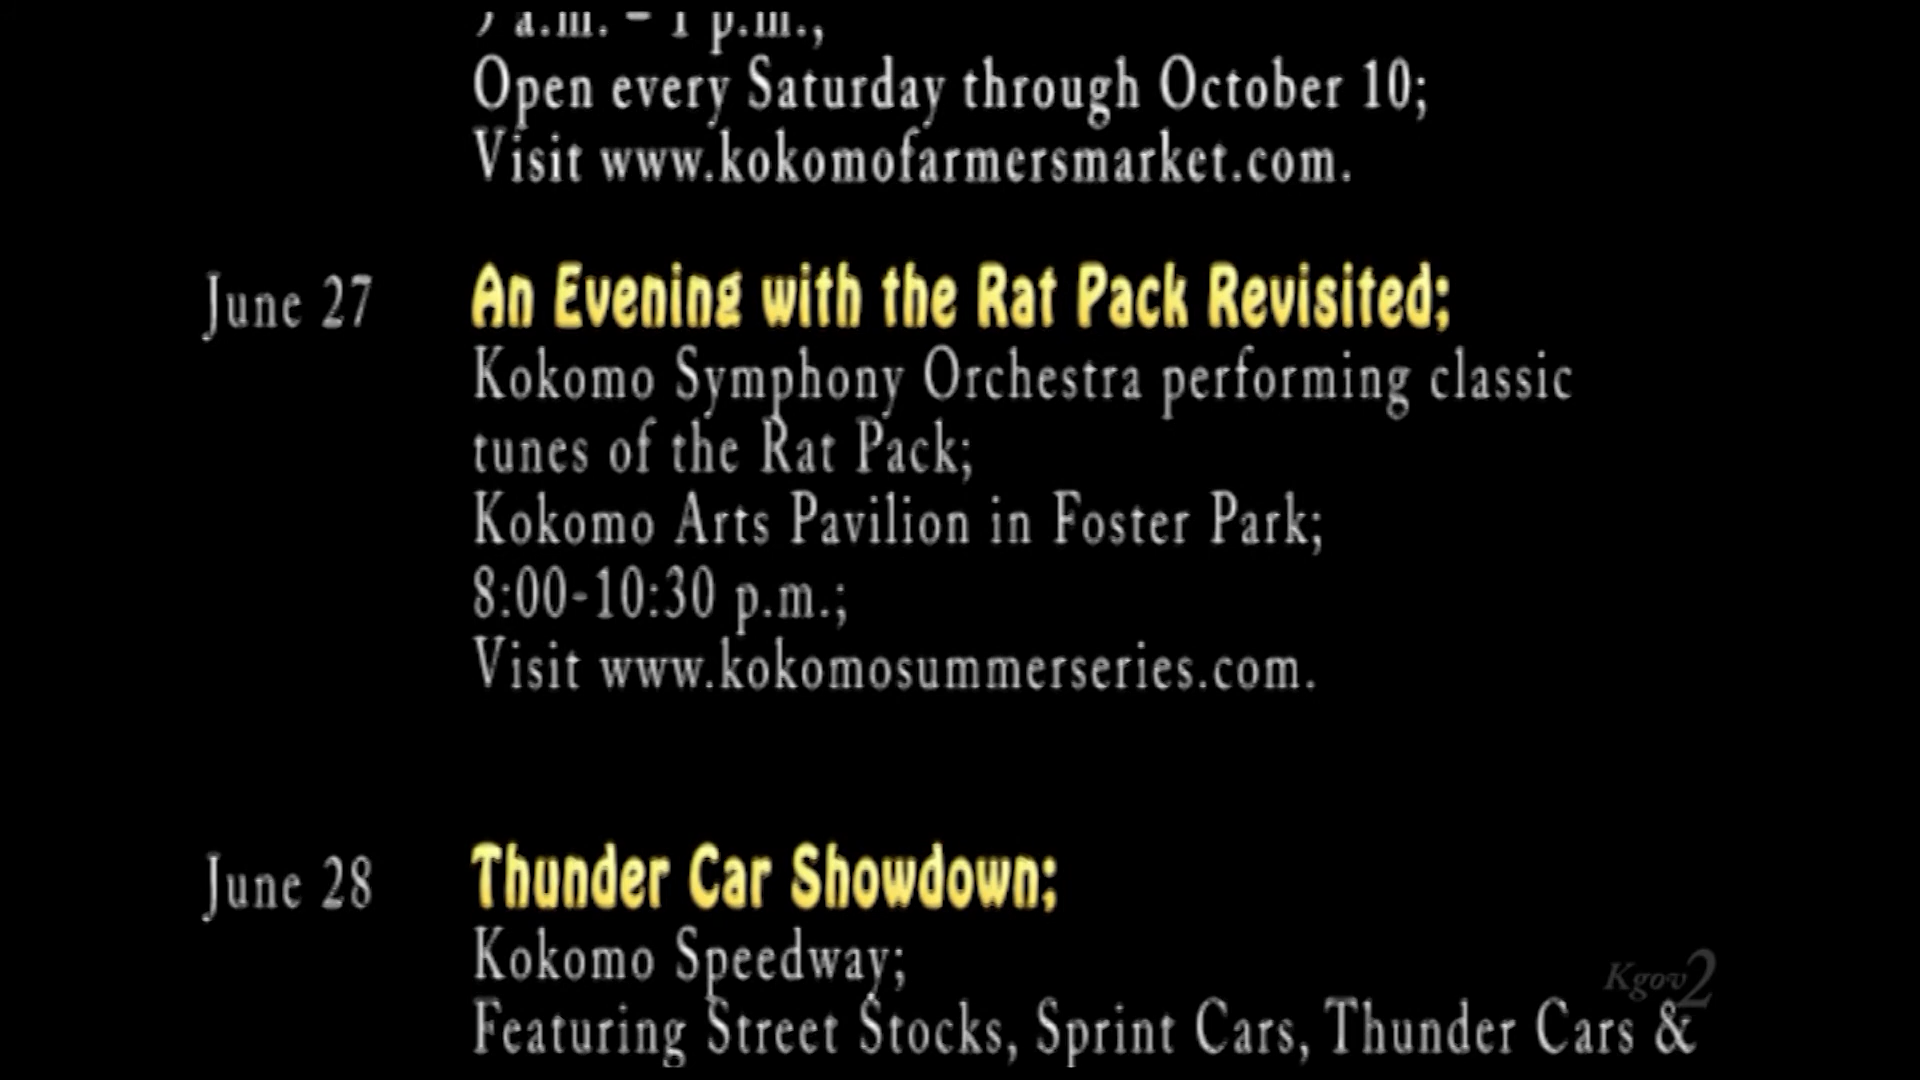 a.m. – 1 p.m.,
Open every Saturday through October 10;
Visit www.kokomofarmersmarket.com.
June 27 An Evening with the Rat Pack Revisited;
Kokomo Symphony Orchestra performing classic
tunes of the Rat Pack;
Kokomo Arts Pavilion in Foster Park;
8:00-10:30 p.m.;
Visit www.kokomosummerseries.com.
June 28 Thunder Car Showdown;
Kokomo Speedway;
Featuring Street Stocks, Sprint Cars, Thunder Cars &
Kgov2